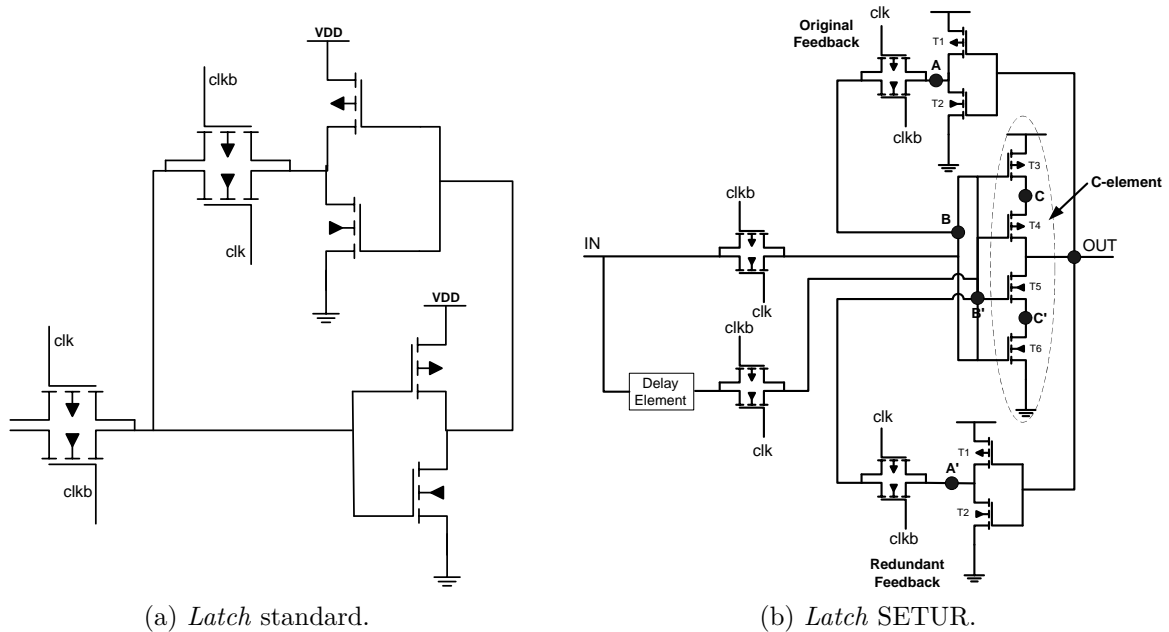 VDD
clkb
clk
VDD
clk
clkb
(a) Latch standard.
clk
Original
Feedback
T1
A
T2
clkb
T3
C
C-element
clkb
B
T4
IN
OUT
T5
clk
B'
C'
clkb
T6
Delay
Element
clk
clk
T1
A'
T2
clkb
Redundant
Feedback
(b) Latch SETUR.